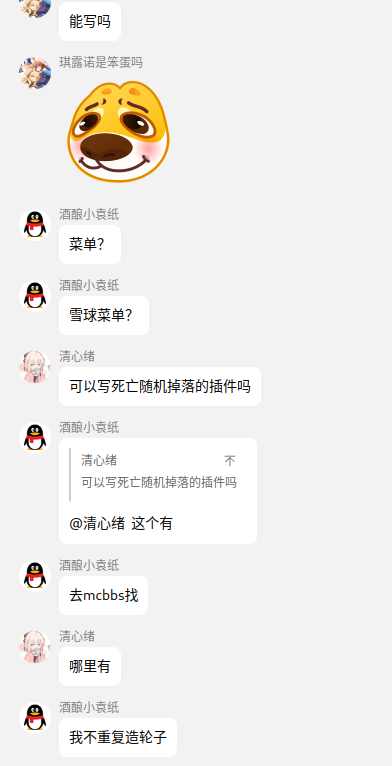 能写吗
琪露诺是笨蛋吗
酒酿小袁纸
菜单？
酒酿小袁纸
雪球菜单？
清心绪
可以写死亡随机掉落的插件吗
酒酿小袁纸
清心绪 不
可以写死亡随机掉落的插件吗
@清心绪 这个有
酒酿小袁纸
去mcbbs找
清心绪
哪里有
酒酿小袁纸
我不重复造轮子